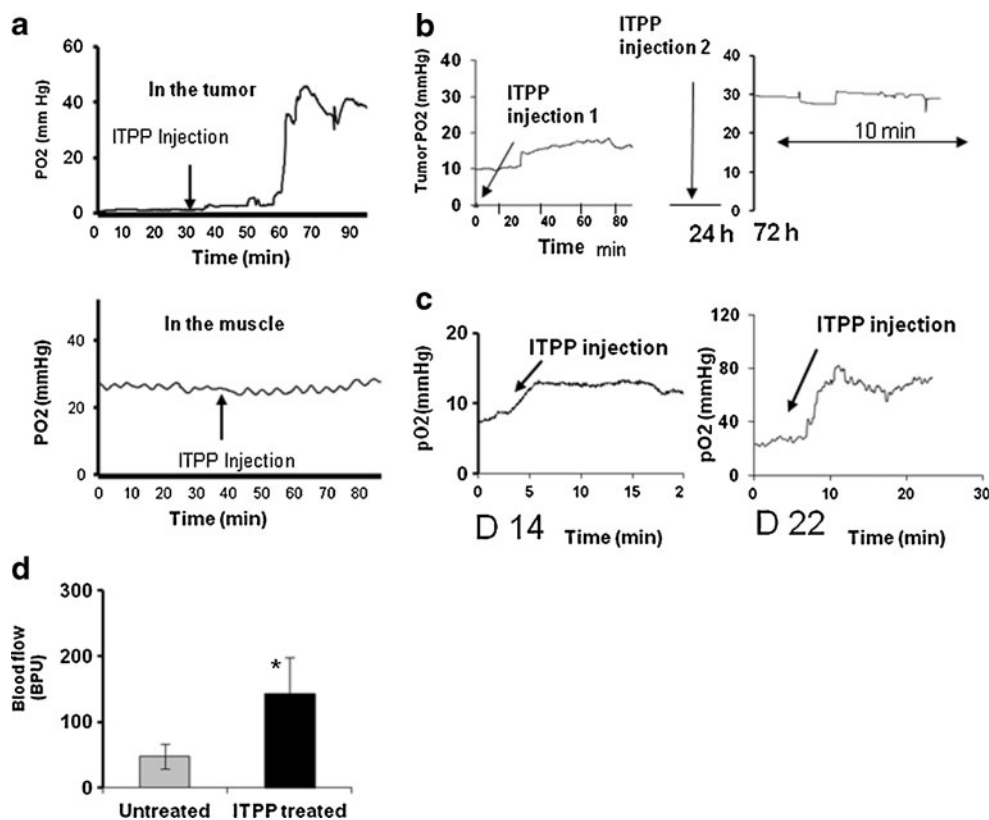 a
60
40
20
0
PO2 (mm Hg)
In the tumor
ITPP Injection
0 10 20 30 40 50 60 70 80 90
Time (min)
40
20
0
PO2 (mmHg)
In the muscle
ITPP Injection
0 10 20 30 40 50 60 70 80
Time (min)
b
ITPP
injection 2
40
30
20
10
0
Tumor PO2 (mmHg)
ITPP
injection 1
20 40 60 80
Time min
24 h
40
30
20
10
0
10 min
72 h
c
20
10
0
pO2 (mmHg)
ITPP injection
0 5 10 15 2
D 14 Time (min)
120
80
40
0
pO2 (mmHg)
ITPP injection
0 10 20 30
D 22 Time (min)
d
300
200
100
0
Blood flow
(BPU)
*
Untreated ITPP treated